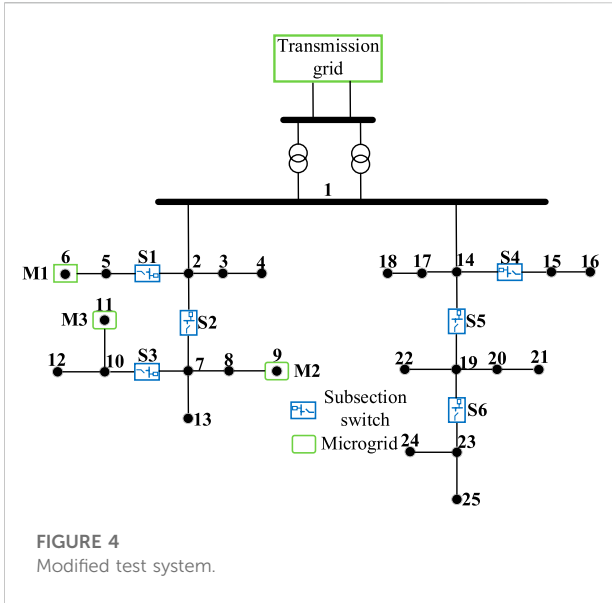 Transmission
grid
1
6 5 S1 2 3 4
M1
18 17 14 S4 15 16
11
M3
S2
S5
12 10 S3 7 8 9
M2
22 19 20 21
13
Subsection
switch
S6
Microgrid
24 23
25
FIGURE 4
Modified test system.